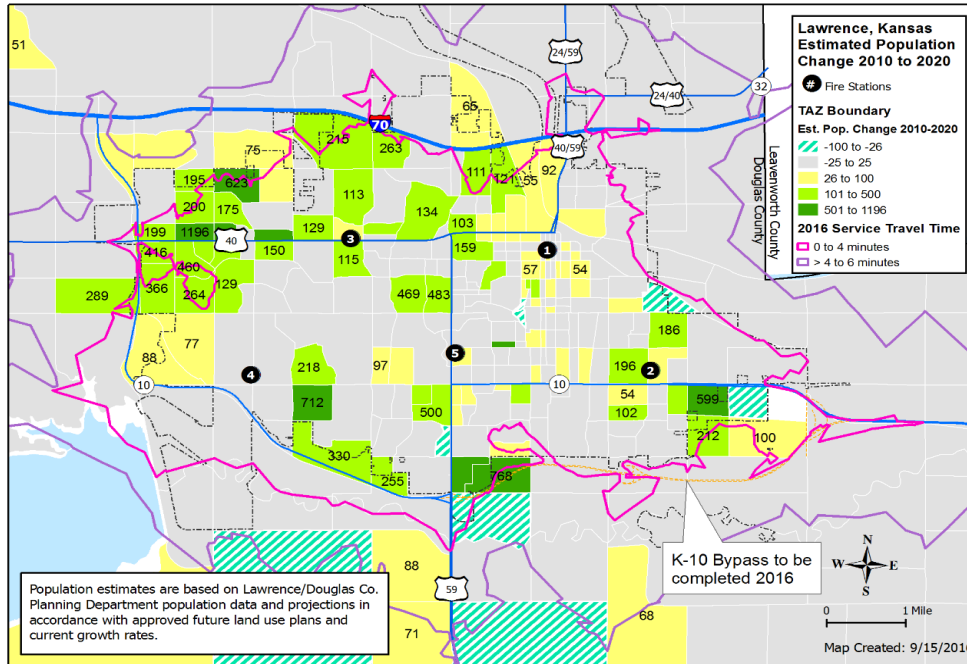 51
24/59
24/40
32
65
70
215
263
75
40/59
92
111
121
55
195
623
200
175
113
134
103
199
1196
40
150
129
3
115
159
1
416
460
129
57
54
289
366
264
469
483
186
77
88
5
218
97
196
2
4
10
10
54
599
712
500
102
212
100
330
255
768
88
59
71
68
Leavenworth County
Douglas County
Lawrence, Kansas
Estimated Population
Change 2010 to 2020
# Fire Stations
TAZ Boundary
Est. Pop. Change 2010-2020
-100 to -26
-25 to 25
26 to 100
101 to 500
501 to 1196
2016 Service Travel Time
0 to 4 minutes
> 4 to 6 minutes
K-10 Bypass to be
completed 2016
Population estimates are based on Lawrence/Douglas Co.
Planning Department population data and projections in
accordance with approved future land use plans and
current growth rates.
N
W E
S
0 1 Mile
Map Created: 9/15/2016